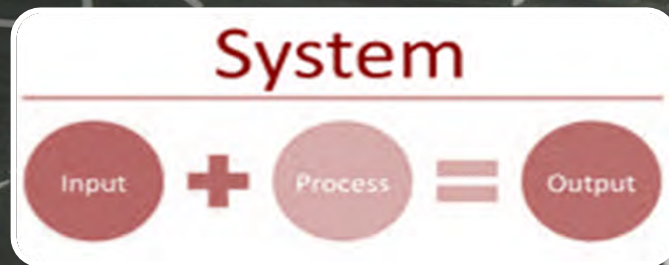 System
Input + Process = Output